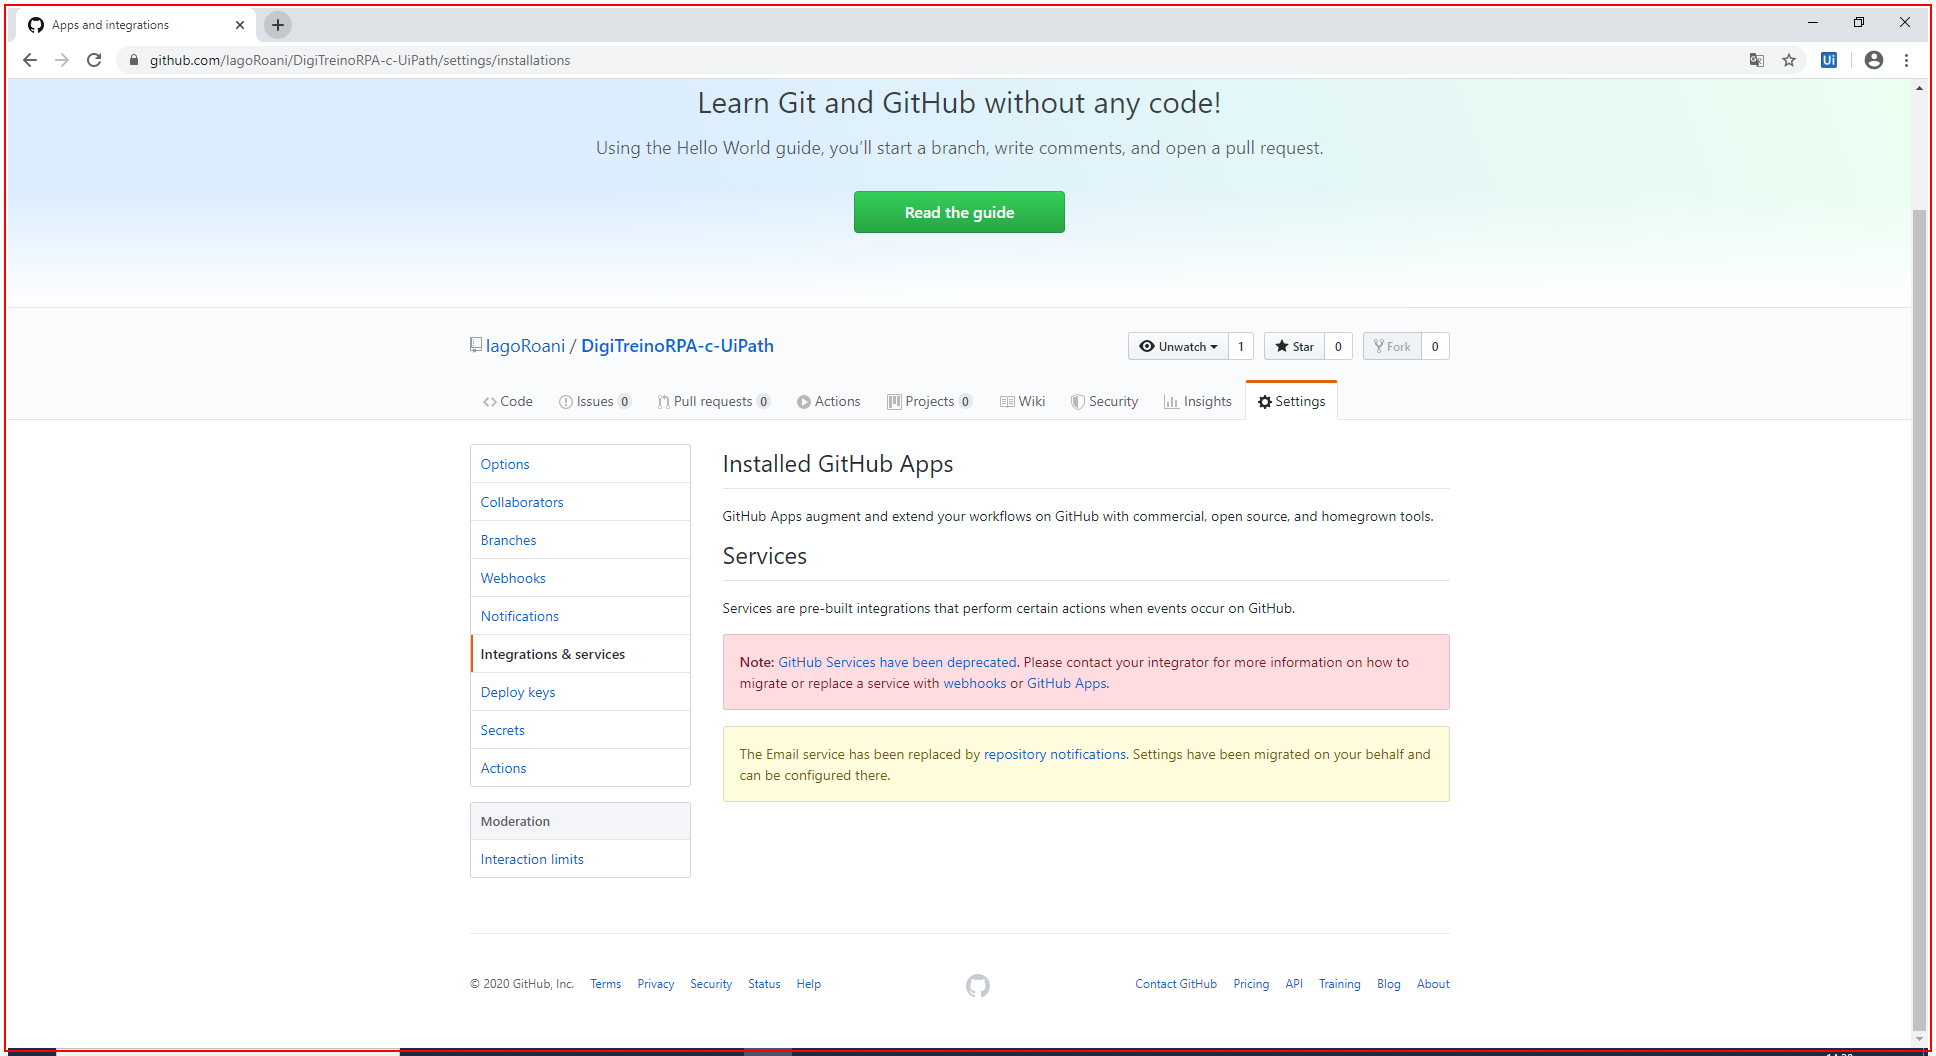 Apps and integrations
github.com/IagoRoani/DigiTreinoRPA-c-UiPath/settings/installations
Ui
Learn Git and GitHub without any code!
Using the Hello World guide, you’ll start a branch, write comments, and open a pull request.
Read the guide
IagoRoani / DigiTreinoRPA-c-UiPath
Unwatch 1 Star 0 Fork 0
Code Issues 0 Pull requests 0 Actions Projects 0 Wiki Security Insights Settings
Options
Collaborators
Branches
Webhooks
Notifications
Integrations & services
Deploy keys
Secrets
Actions
Moderation
Interaction limits
Installed GitHub Apps
GitHub Apps augment and extend your workflows on GitHub with commercial, open source, and homegrown tools.
Services
Services are pre-built integrations that perform certain actions when events occur on GitHub.
Note: GitHub Services have been deprecated. Please contact your integrator for more information on how to
migrate or replace a service with webhooks or GitHub Apps.
The Email service has been replaced by repository notifications. Settings have been migrated on your behalf and
can be configured there.
© 2020 GitHub, Inc. Terms Privacy Security Status Help
Contact GitHub Pricing API Training Blog About